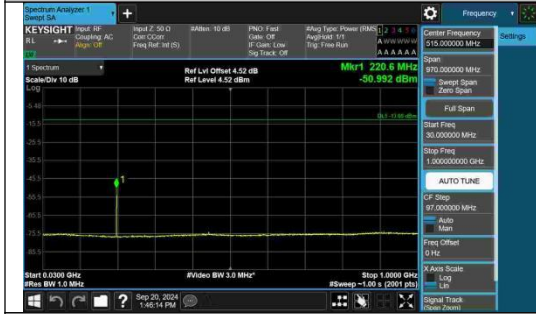 Spectrum Analyzer 1
Swept SA
Frequency
Settings
KEYSIGHT
RL
Input: RF
Coupling: AC
Align: Off
Input Z: 50 Ω
Corr CCorr
Freq Ref: Int (S)
#Atten: 10 dB
PNO: Fast
Gate: Off
IF Gain: Low
Sig Track: Off
#Avg Type: Power (RMS)
Avg|Hold: 1/1
Trig: Free Run
1 2 3 4 5 6
A W W W W W
A A A A A A
1 Spectrum
Scale/Div 10 dB
Log
Ref Lvl Offset 4.52 dB
Ref Level 4.52 dBm
Mkr1 220.6 MHz
-50.992 dBm
DL1 -13.00 dBm
-5.48
-15.5
-25.5
-35.5
-45.5
-55.5
-65.5
-75.5
-85.5
1
Start 0.0300 GHz
#Res BW 1.0 MHz
#Video BW 3.0 MHz*
Stop 1.0000 GHz
#Sweep ~1.00 s (2001 pts)
Sep 20, 2024
1:46:14 PM
Center Frequency
515.000000 MHz
Span
970.000000 MHz
Swept Span
Zero Span
Full Span
Start Freq
30.000000 MHz
Stop Freq
1.000000000 GHz
AUTO TUNE
CF Step
97.000000 MHz
Auto
Man
Freq Offset
0 Hz
X Axis Scale
Log
Lin
Signal Track
(Span Zoom)